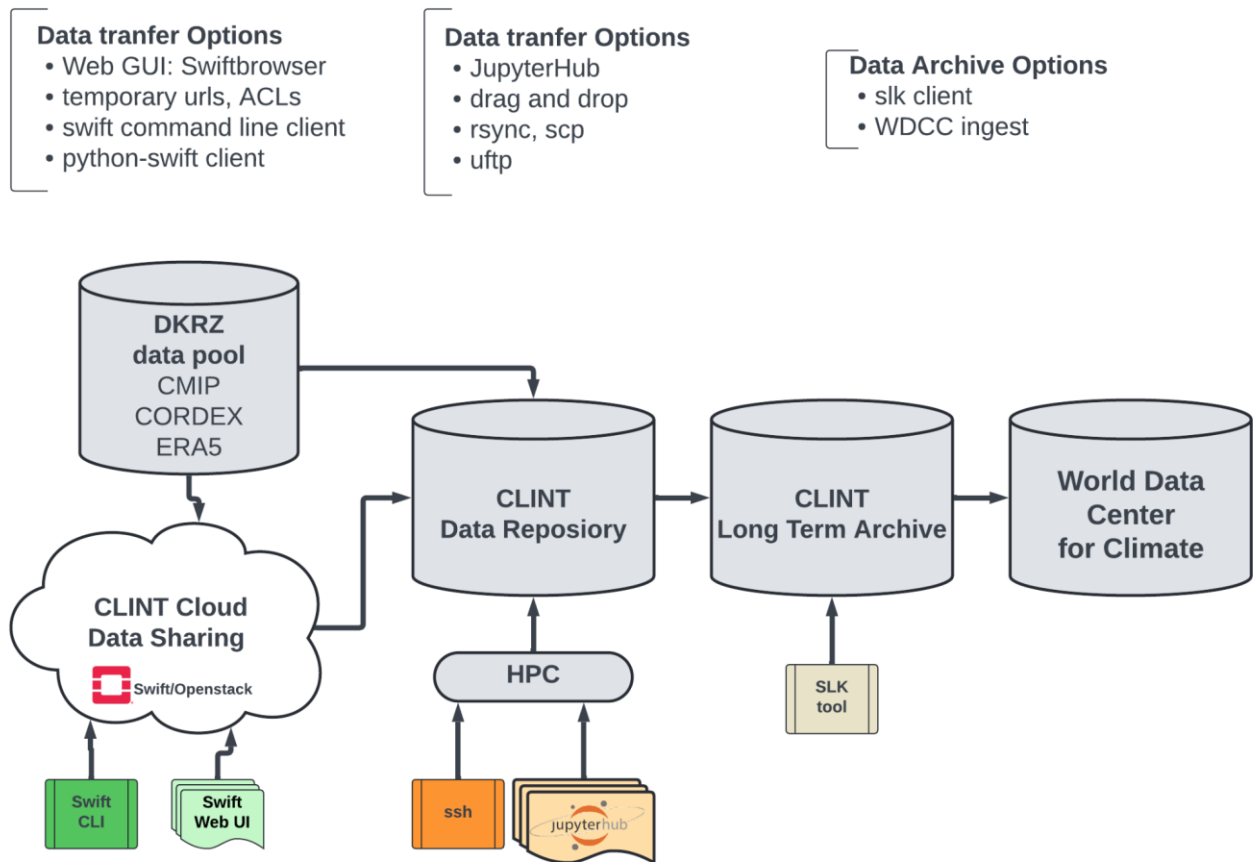 Data tranfer Options
• Web GUI: Swiftbrowser
• temporary urls, ACLs
• swift command line client
• python-swift client
Data tranfer Options
• JupyterHub
• drag and drop
• rsync, scp
• uftp
Data Archive Options
• slk client
• WDCC ingest
DKRZ
data pool
CMIP
CORDEX
ERA5
CLINT
Data Reposiory
CLINT
Long Term Archive
World Data
Center
for Climate
CLINT Cloud
Data Sharing
Swift/Openstack
HPC
SLK
tool
Swift
CLI
Swift
Web UI
ssh
jupyterhub